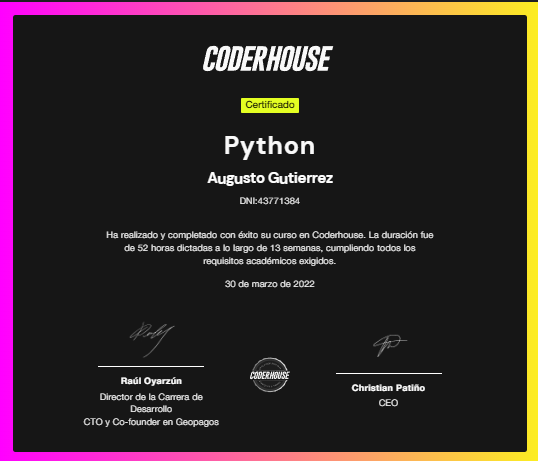 CODERHOUSE
Certificado
Python
Augusto Gutierrez
DNI:43771384
Ha realizado y completado con éxito su curso en Coderhouse. La duración fue
de 52 horas dictadas a lo largo de 13 semanas, cumpliendo todos los
requisitos académicos exigidos.
30 de marzo de 2022
Raúl Oyarzún
Director de la Carrera de
Desarrollo
CTO y Co-founder en Geopagos
CODERHOUSE
Christian Patiño
CEO